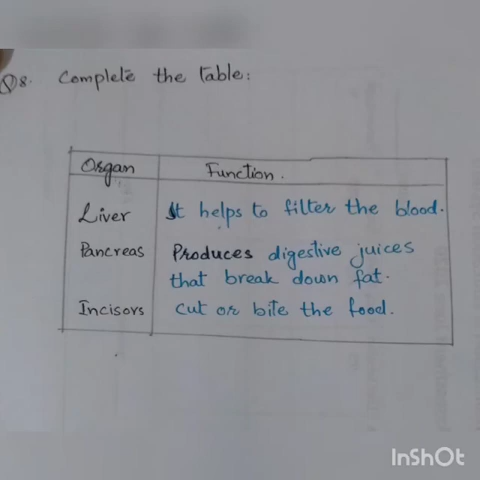 Q8. Complete the table:
Organ Function.
Liver It helps to filter the blood.
Pancreas Produces digestive juices
that break down fat.
Incisors cut or bite the food.
InShOt